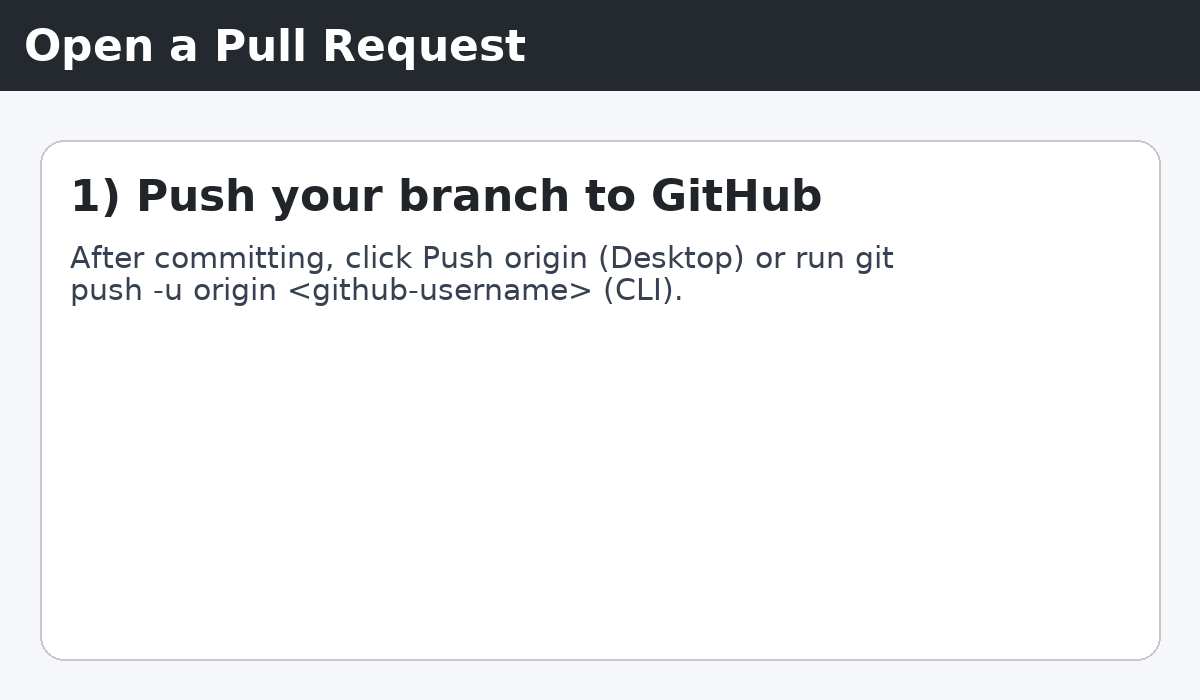 Open a Pull Request
1) Push your branch to GitHub
After committing, click Push origin (Desktop) or run git
push -u origin <github-username> (CLI).